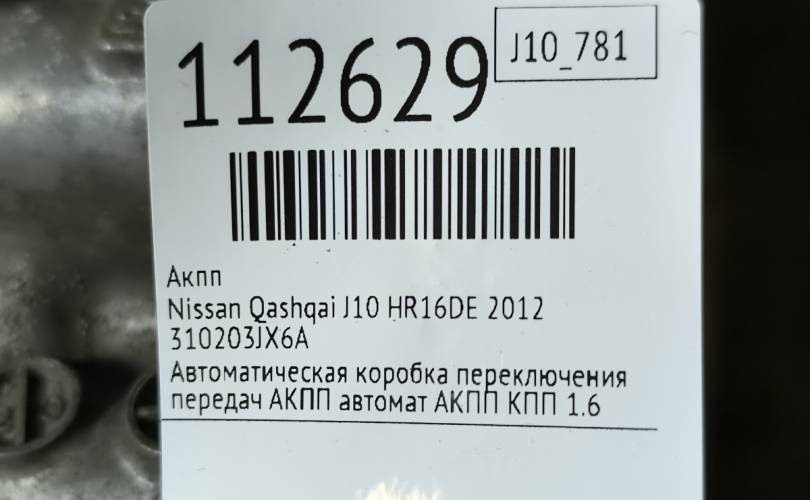 112629
J10_781
Акпп
Nissan Qashqai J10 HR16DE 2012
310203JX6A
Автоматическая коробка переключения
передач АКПП автомат АКПП КПП 1.6